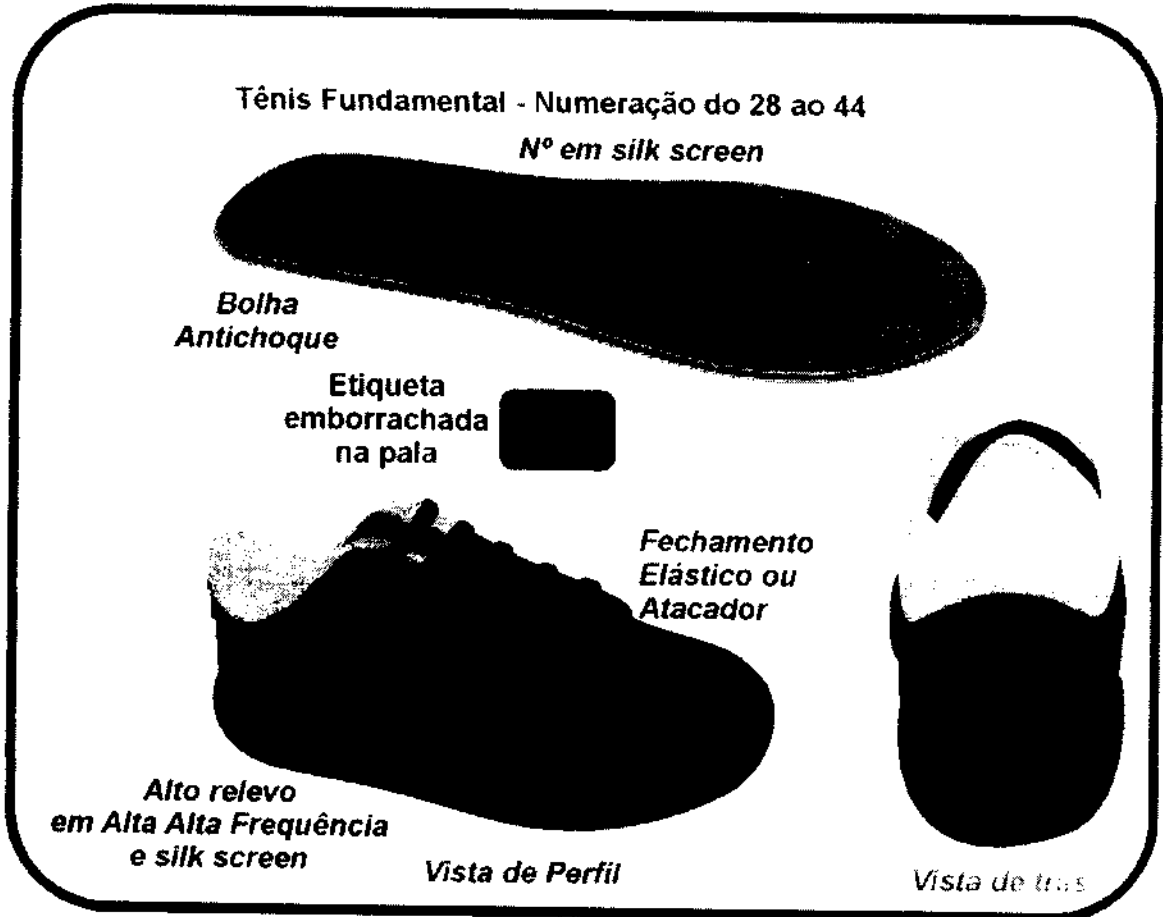 Tênis Fundamental - Numeração do 28 ao 44
Nº em silk screen
Bolha
Antichoque
Etiqueta
emborrachada
na pala
Fechamento
Elástico ou
Atacador
Alto relevo
em Alta Alta Frequência
e silk screen
Vista de Perfil
Vista de tras